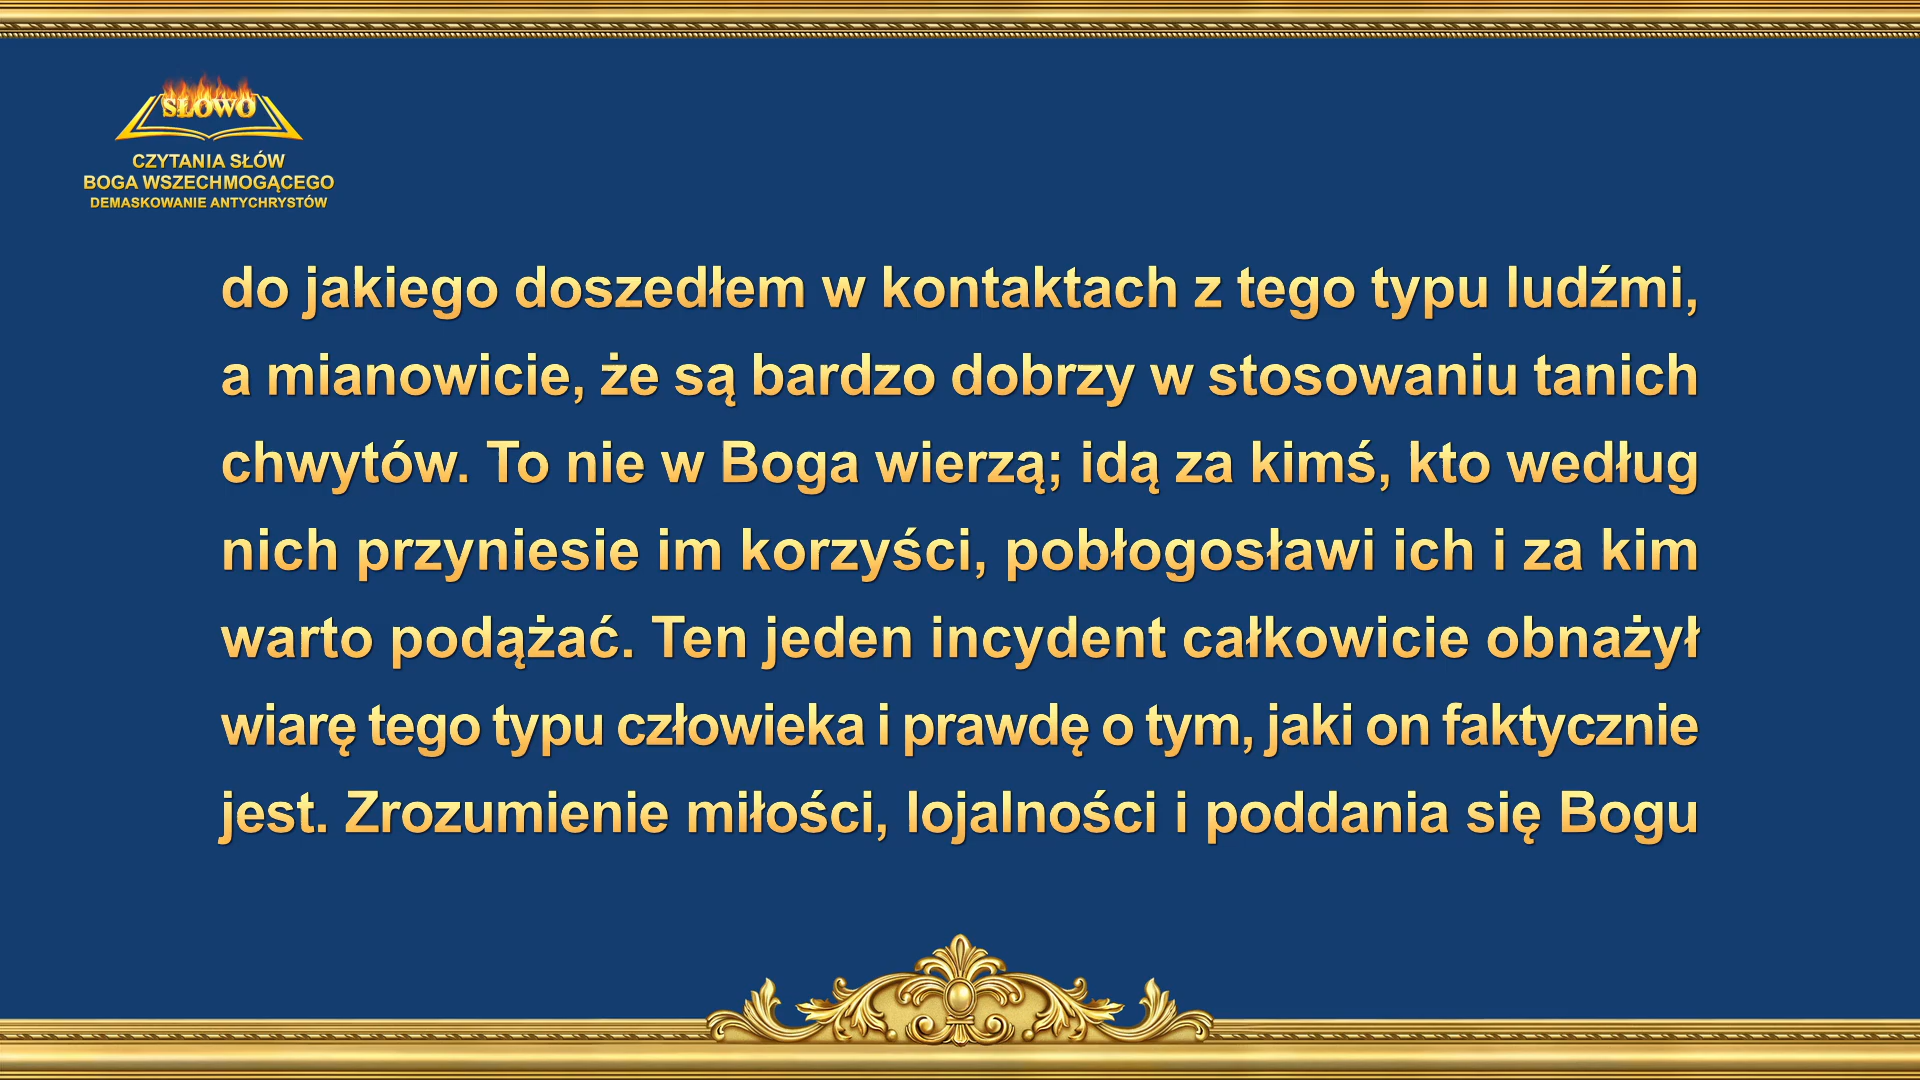 SŁOWO
CZYTANIA SŁÓW
BOGA WSZECHMOGĄCEGO
DEMASKOWANIE ANTYCHRYSTÓW
do jakiego doszedłem w kontaktach z tego typu ludźmi,
a mianowicie, że są bardzo dobrzy w stosowaniu tanich
chwytów. To nie w Boga wierzą; idą za kimś, kto według
nich przyniesie im korzyści, pobłogosławi ich i za kim
warto podążać. Ten jeden incydent całkowicie obnażył
wiarę tego typu człowieka i prawdę o tym, jaki on faktycznie
jest. Zrozumienie miłości, lojalności i poddania się Bogu